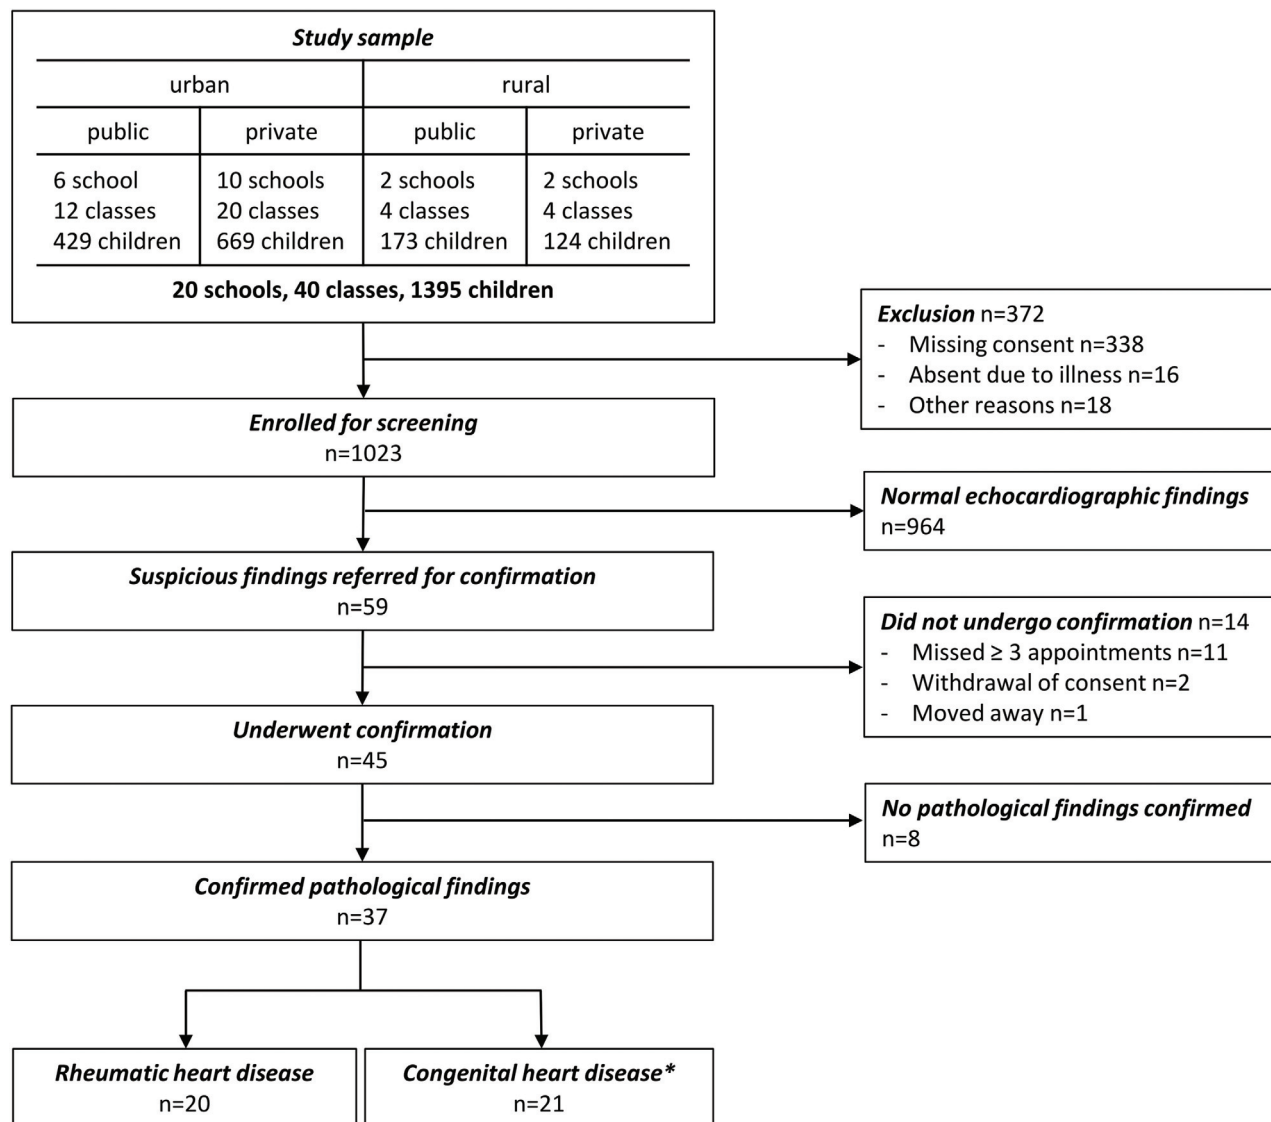 Study sample
urban rural
public private public private
6 school 10 schools 2 schools 2 schools
12 classes 20 classes 4 classes 4 classes
429 children 669 children 173 children 124 children
20 schools, 40 classes, 1395 children
Exclusion n=372
- Missing consent n=338
- Absent due to illness n=16
- Other reasons n=18
Enrolled for screening
n=1023
Normal echocardiographic findings
n=964
Suspicious findings referred for confirmation
n=59
Did not undergo confirmation n=14
- Missed ≥ 3 appointments n=11
- Withdrawal of consent n=2
- Moved away n=1
Underwent confirmation
n=45
No pathological findings confirmed
n=8
Confirmed pathological findings
n=37
Rheumatic heart disease
n=20
Congenital heart disease*
n=21